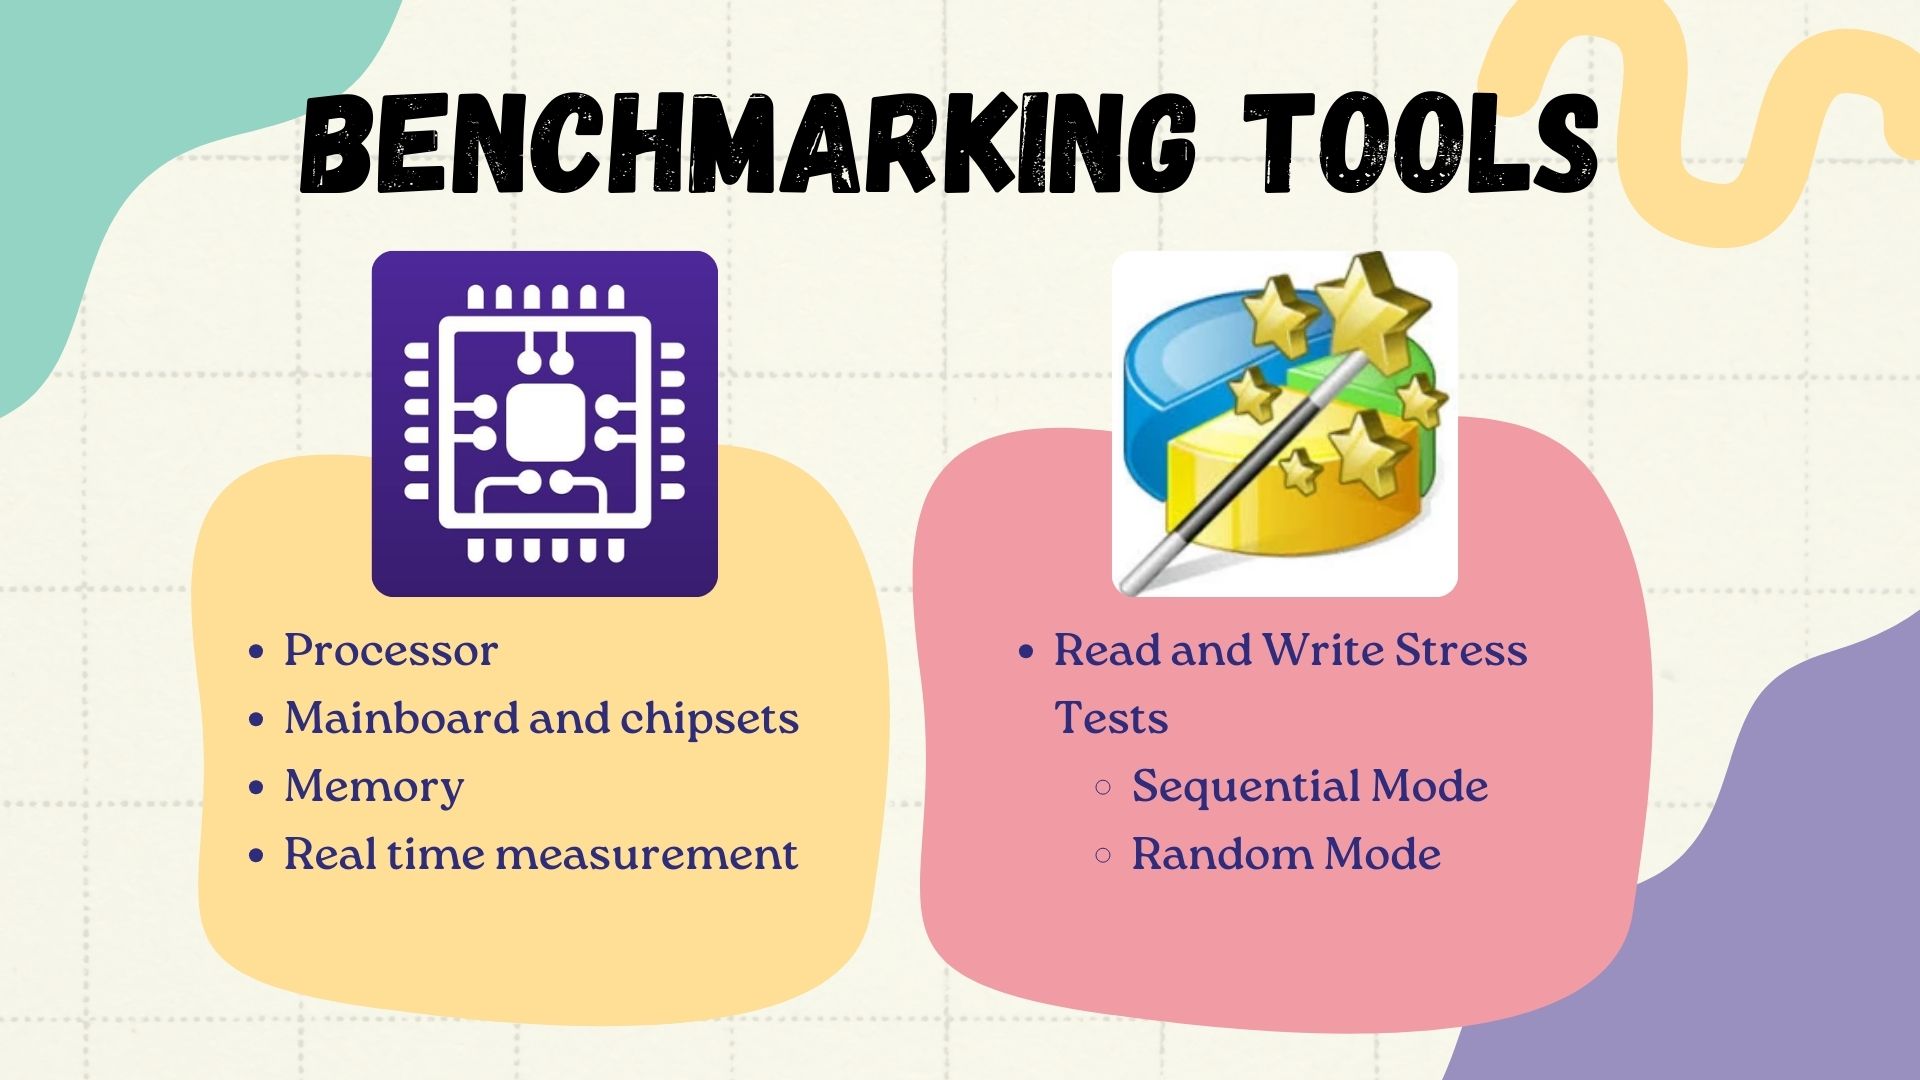 BENCHMARKING TOOLS
• Processor
• Mainboard and chipsets
• Memory
• Real time measurement
• Read and Write Stress
Tests
○ Sequential Mode
○ Random Mode